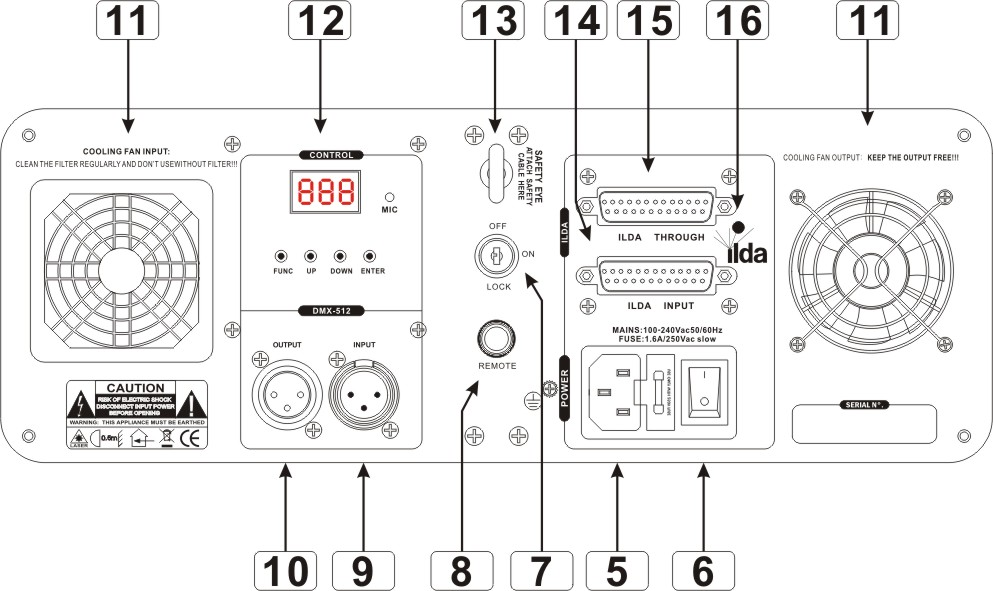 11
12
13
14
15
16
11
COOLING FAN INPUT:
CLEAN THE FILTER REGULARLY AND DON'T USEWITHOUT FILTER!!!
CONTROL
888
MIC
FUNC UP DOWN ENTER
DMX-512
OUTPUT INPUT
SAFETY EYE
ATTACH SAFETY
CABLE HERE
OFF
ON
LOCK
REMOTE
ILDA
ILDA THROUGH
ilda
ILDA INPUT
MAINS:100-240Vac50/60Hz
FUSE:1.6A/250Vac slow
POWER
COOLING FAN OUTPUT: KEEP THE OUTPUT FREE!!!
SERIAL N°.
CAUTION
RISK OF ELECTRIC SHOCK
DISCONNECT INPUT POWER
BEFORE OPENING
WARNING: THIS APPLIANCE MUST BE EARTHED
LASER
0.6m
CE
10
9
8
7
5
6